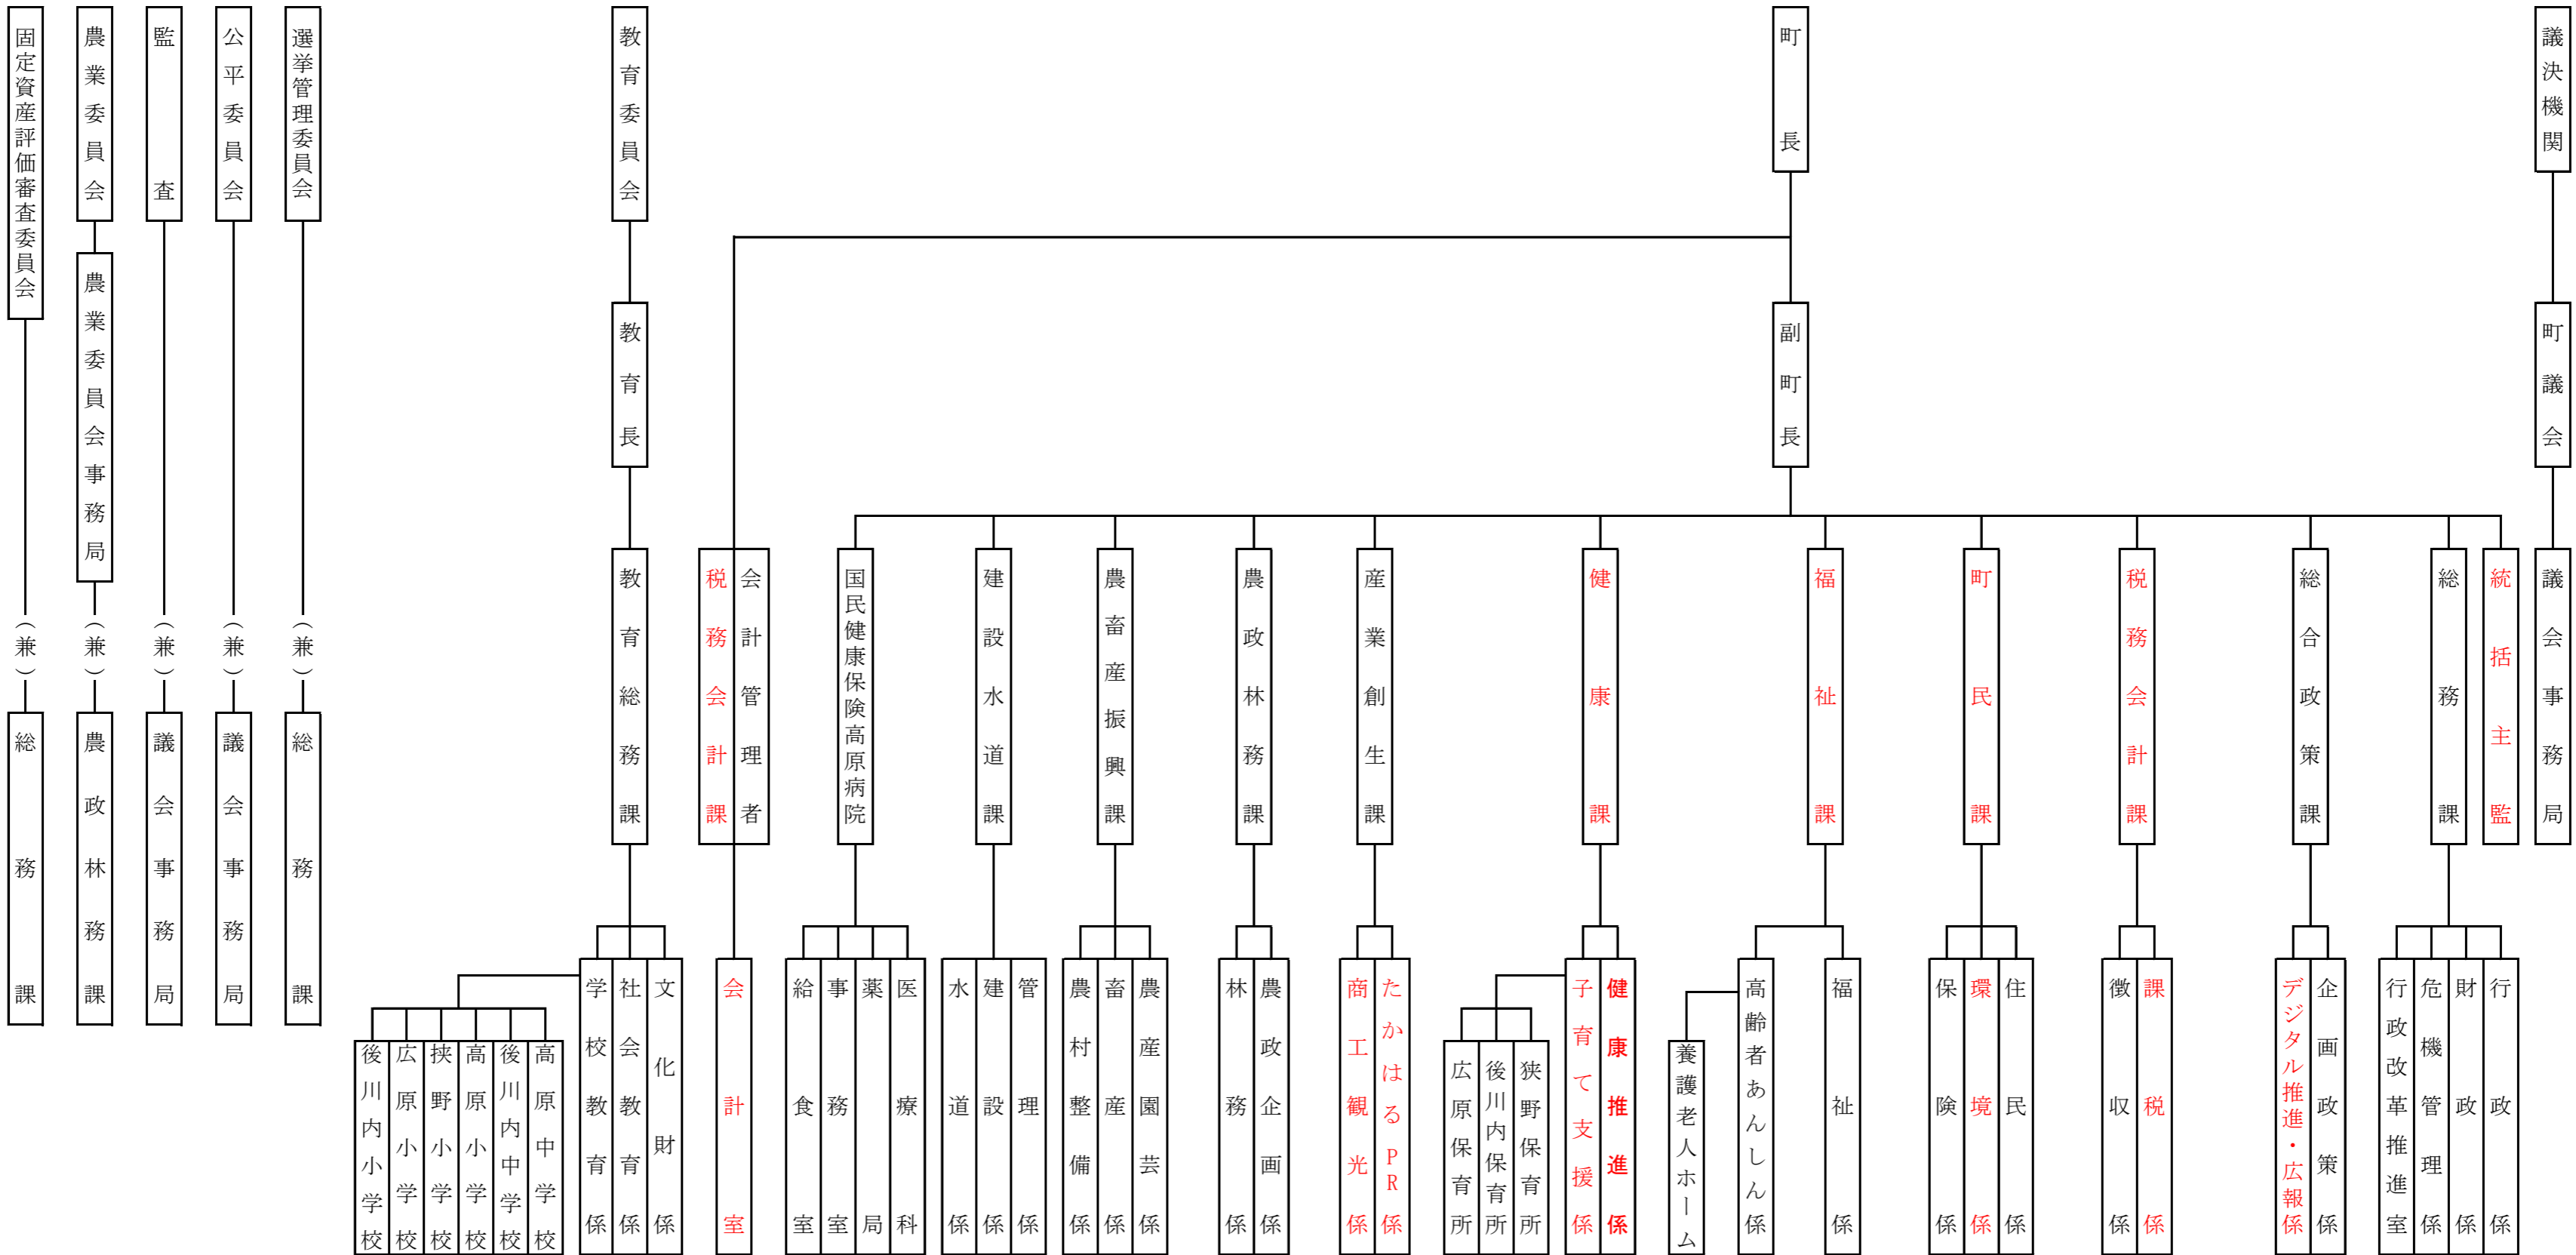 議決機関
町長
教育委員会
選挙管理委員会
公平委員会
監査
農業委員会
固定資産評価審査委員会
町議会
副町長
教育長
農業委員会事務局
議会事務局
統括主監
総務課
総合政策課
税務会計課
町民課
福祉課
健康課
産業創生課
農政林務課
農畜産振興課
建設水道課
国民健康保険高原病院
会計管理者
税務会計課
教育総務課
(兼)
(兼)
(兼)
(兼)
(兼)
総務課
議会事務局
議会事務局
農政林務課
総務課
行政係
財政係
危機管理係
行政改革推進室
企画政策係
デジタル推進・広報係
課税係
徴収係
住民係
環境係
保険係
福祉係
高齢者あんしん係
養護老人ホーム
健康推進係
子育て支援係
狭野保育所
後川内保育所
広原保育所
たかはるPR係
商工観光係
農政企画係
林務係
農産園芸係
畜産係
農村整備係
管理係
建設係
水道係
医療科
薬局
事務室
給食室
会計室
文化財係
社会教育係
学校教育係
高原中学校
後川内中学校
高原小学校
狭野小学校
広原小学校
後川内小学校